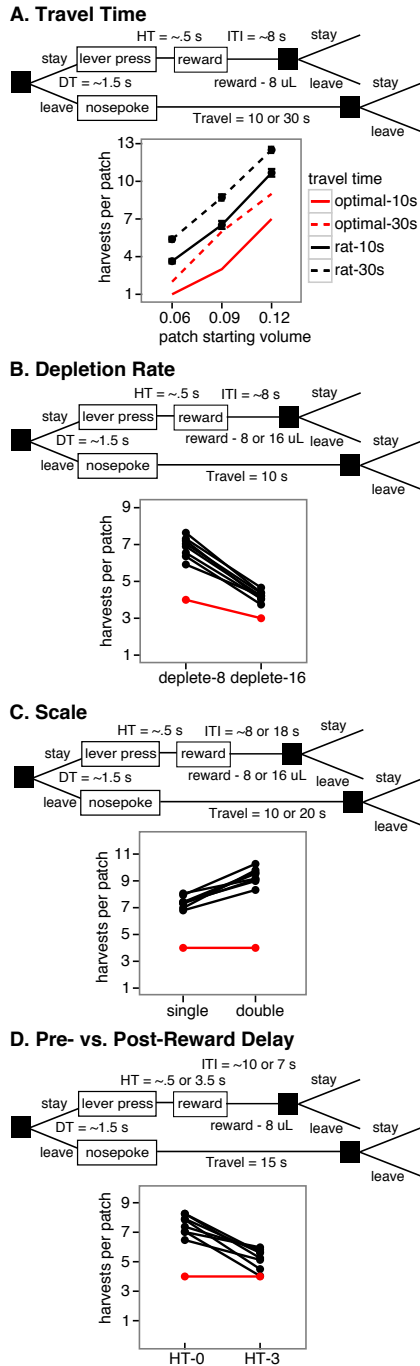 A. Travel Time
HT = ~.5 s ITI = ~8 s
stay lever press reward stay
DT = ~1.5 s reward - 8 uL leave stay
leave nosepoke Travel = 10 or 30s
leave
harvests per patch
13
10
7
4
1
0.06 0.09 0.12
patch starting volume
travel time
optimal-10s
optimal-30s
rat-10s
rat-30s
B. Depletion Rate
HT = ~.5 s ITI = ~8 s
stay lever press reward stay
DT = ~1.5 s reward - 8 or 16 uL leave stay
leave nosepoke Travel = 10 s
leave
harvests per patch
9
7
5
3
1
deplete-8 deplete-16
C. Scale
HT = ~.5 s ITI = ~8 or 18 s
stay lever press reward stay
DT = ~1.5 s reward - 8 or 16 uL leave stay
leave nosepoke Travel = 10 or 20s
leave
harvests per patch
11
9
7
5
3
1
single double
D. Pre- vs. Post-Reward Delay
ITI = ~10 or 7 s
HT = ~.5 or 3.5 s
stay lever press reward stay
DT = ~1.5 s reward - 8 uL leave stay
leave nosepoke Travel = 15 s
leave
harvests per patch
9
7
5
3
1
HT-0 HT-3